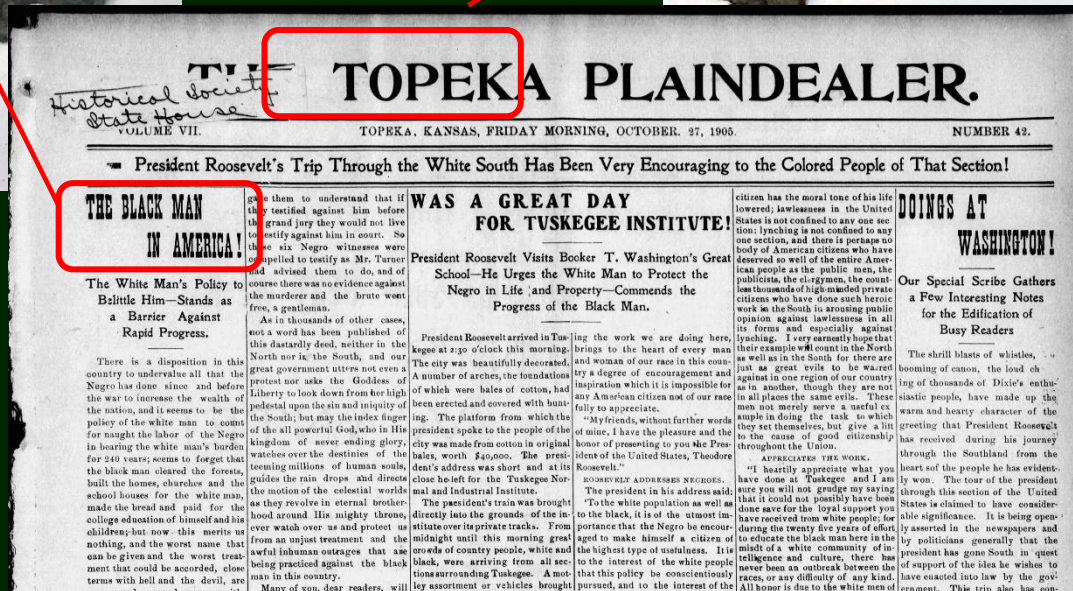 THE TOPEKA PLAINDEALER.
Historical Society
State House
VOLUME VII.
TOPEKA, KANSAS, FRIDAY MORNING, OCTOBER. 27, 1905.
NUMBER 42.
President Roosevelt's Trip Through the White South Has Been Very Encouraging to the Colored People of That Section!
THE BLACK MAN
IN AMERICA!
The White Man's Policy to
Belittle Him—Stands as
a Barrier Against
Rapid Progress.
There is a disposition in this
country to undervalue all that the
Negro has done since and before
the war to increase the wealth of
the nation, and it seems to be the
policy of the white man to count
for naught the labor of the Negro
in bearing the white man's burden
for 240 years; seems to forget that
the black man cleared the forests,
built the homes, churches and the
school houses for the white man,
made the bread and paid for the
college education of himself and his
children; but now this merits us
nothing, and the worst name that
can be given and the worst treat-
ment that could be accorded, close
terms with hell and the devil, are
gave them to understand that if
they testified against him before
the grand jury they would not live
to testify against him in court. So
these six Negro witnesses were
compelled to testify as Mr. Turner
had advised them to do, and of
course there was no evidence against
the murderer and the brute went
free, a gentleman.
As in thousands of other cases,
not a word has been published of
this dastardly deed, neither in the
North nor in the South, and our
great government utters not even a
protest nor asks the Goddess of
Liberty to look down from her high
pedestal upon the sin and iniquity of
the South; but may the index finger
of the all powerful God, who in His
kingdom of never ending glory,
watches over the destinies of the
teeming millions of human souls,
guides the rain drops and directs
the motion of the celestial worlds
as they revolve in eternal brother-
hood around His mighty throne,
ever watch over us and protect us
from an unjust treatment and the
awful inhuman outrages that are
being practiced against the black
man in this country.
Many of you, dear readers, will
WAS A GREAT DAY
FOR TUSKEGEE INSTITUTE!
President Roosevelt Visits Booker T. Washington's Great
School—He Urges the White Man to Protect the
Negro in Life and Property—Commends the
Progress of the Black Man.
President Roosevelt arrived in Tus-
kegee at 2:30 o'clock this morning.
The city was beautifully decorated.
A number of arches, the foundations
of which were bales of cotton, had
been erected and covered with bunt-
ing. The platform from which the
president spoke to the people of the
city was made from cotton in original
bales, worth $40,000. The presi-
dent's address was short and at its
close he left for the Tuskegee Nor-
mal and Industrial Institute.
The president's train was brought
directly into the grounds of the in-
stitute over its private tracks. From
midnight until this morning great
crowds of country people, white and
black, were arriving from all sec-
tions surrounding Tuskegee. A mot-
ley assortment or vehicles brought
ing the work we are doing here,
brings to the heart of every man
and woman of our race in this coun-
try a degree of encouragement and
inspiration which it is impossible for
any American citizen not of our race
fully to appreciate.
"My friends, without further words
of mine, I have the pleasure and the
honor of presenting to you the Pres-
ident of the United States, Theodore
Roosevelt."
ROOSEVELT ADDRESSES NEGROES.
The president in his address said;
"To the white population as well as
to the black, it is of the utmost im-
portance that the Negro be encour-
aged to make himself a citizen of
the highest type of usefulness. It is
to the interest of the white people
that this policy be conscientiously
pursued, and to the interest of the
citizen has the moral tone of his life
lowered; lawlessness in the United
States is not confined to any one sec
tion; lynching is not confined to any
one section, and there is perhaps no
body of American citizens who have
deserved so well of the entire Amer-
ican people as the public men, the
publicists, the clergymen, the count-
less thousands of high-minded private
citizens who have done such heroic
work in the South in arousing public
opinion against lawlessness in all
its forms and especially against
lynching. I very earnestly hope that
their example will count in the North
as well as in the South for there are
just as great evils to be warred
against in one region of our country
as in another, though they are not
in all places the same evils. These
men not merely serve a useful ex
ample in doing the task to which
they set themselves, but give a lift
to the cause of good citizenship
throughout the Union.
APPRECIATES THE WORK.
"I heartily appreciate what you
have done at Tuskegee and I am
sure you will not grudge my saying
that it could not possibly have been
done save for the loyal support you
have received from white people; for
during the twenty five years of effort
to educate the black man here in the
midst of a white community of in-
telligence and culture, there has
never been an outbreak between the
races, or any difficulty of any kind.
All honor is due to the white men of
DOINGS AT
WASHINGTON!
Our Special Scribe Gathers
a Few Interesting Notes
for the Edification of
Busy Readers
The shrill blasts of whistles,
booming of canon, the loud ch
ing of thousands of Dixie's enthu-
siastic people, have made up the
warm and hearty character of the
greeting that President Roosevelt
has received during his journey
through the Southland from the
heart sof the people he has evident-
ly won. The tour of the president
through this section of the United
States is claimed to have consider-
able significance. It is being open-
ly asserted in the newspapers and
by politicians generally that the
president has gone South in quest
of support of the idea he wishes to
have enacted into law by the gov-
ernment. This trip also has con-